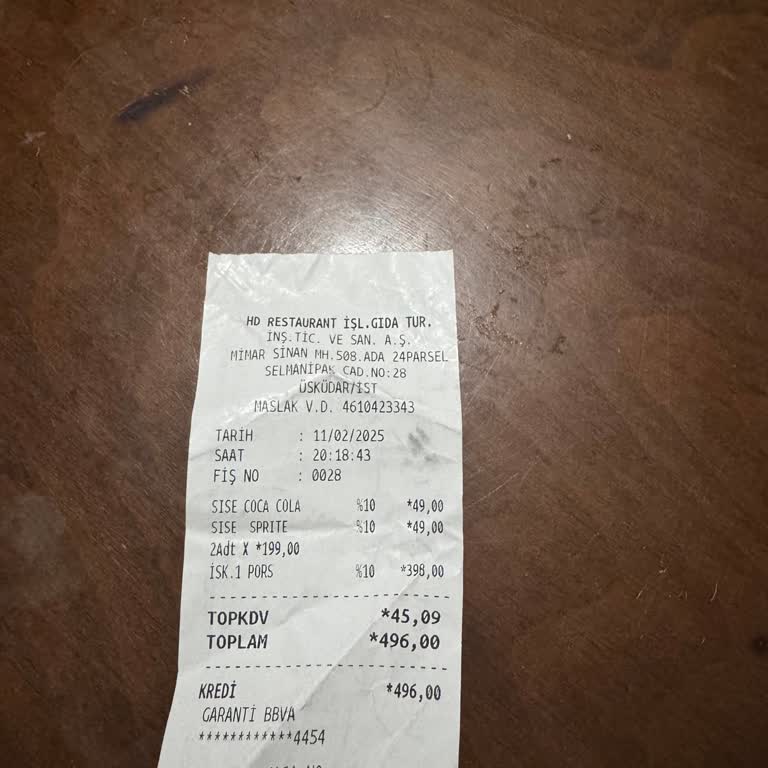 HD RESTAURANT İŞL.GIDA TUR.
İNŞ.TİC. VE SAN. A.Ş.
MİMAR SİNAN MH.508.ADA 24PARSEL
SELMANİPAK CAD.NO:28
ÜSKÜDAR/İST
MASLAK V.D. 4610423343
TARİH : 11/02/2025
SAAT : 20:18:43
FİŞ NO : 0028
SISE COCA COLA %10 *49,00
SISE SPRITE %10 *49,00
2Adt X *199,00
İSK.1 PORS %10 *398,00
TOPKDV *45,09
TOPLAM *496,00
KREDİ *496,00
GARANTİ BBVA
************4454